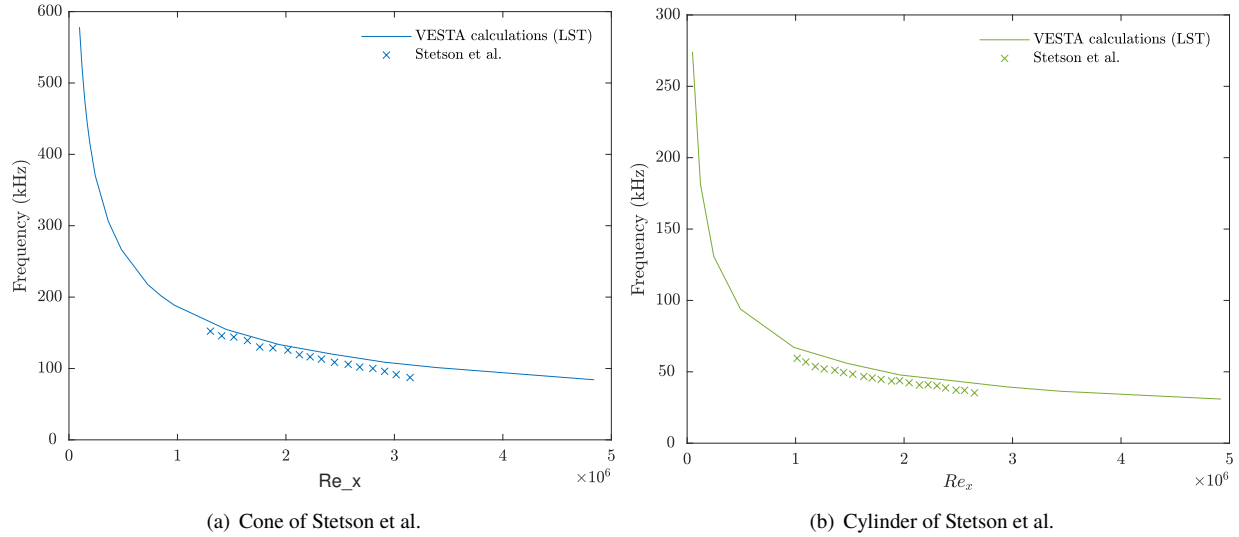 600
500
400
300
200
100
0
Frequency (kHz)
VESTA calculations (LST)
Stetson et al.
0
1
2
3
4
5
×10⁶
Re_x
(a) Cone of Stetson et al.
300
250
200
150
100
50
0
Frequency (kHz)
VESTA calculations (LST)
Stetson et al.
0
1
2
3
4
5
×10⁶
Reₓ
(b) Cylinder of Stetson et al.